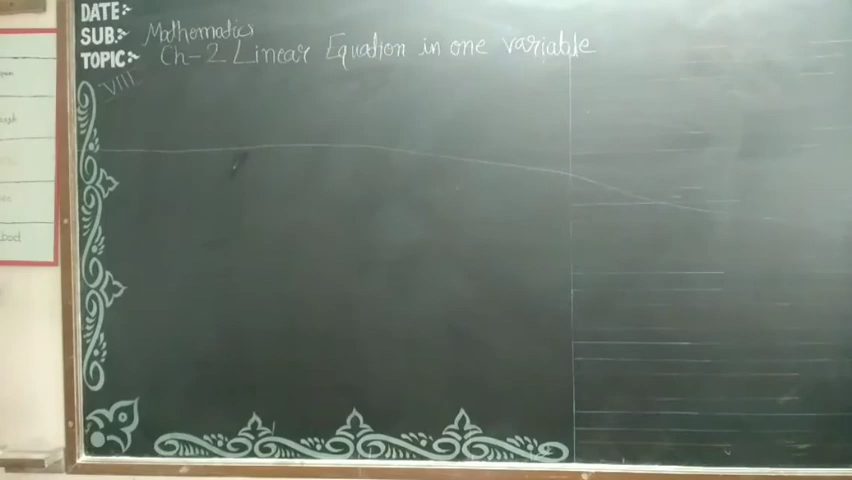 DATE:-
SUB:- Mathematics
TOPIC:- Ch-2 Linear Equation in one variable
VIII